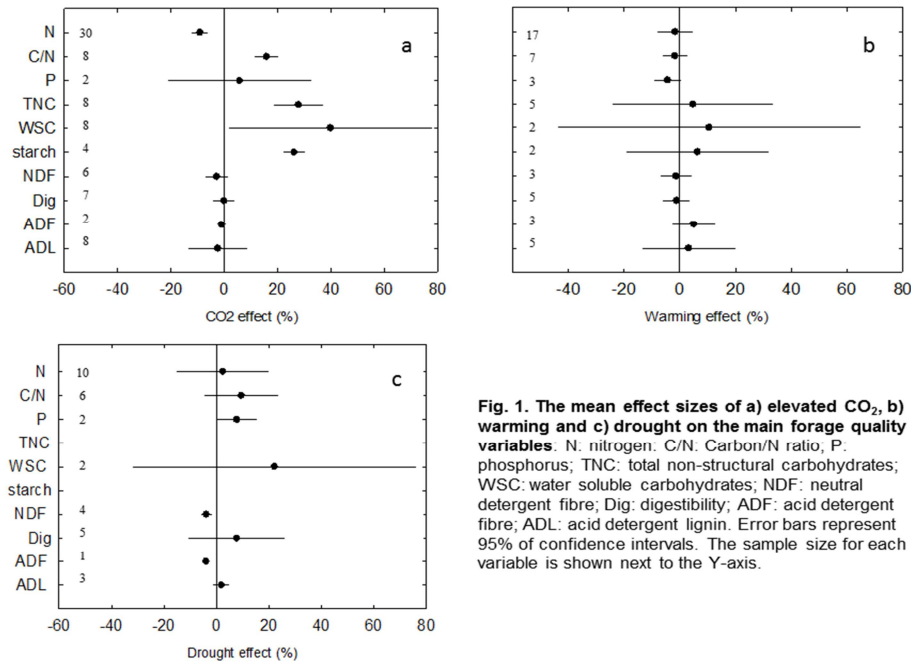 N 30
C/N 8
P 2
TNC 8
WSC 8
starch 4
NDF 6
Dig 7
ADF 2
ADL 8
a
-60 -40 -20 0 20 40 60 80
CO2 effect (%)
b
17
7
3
5
2
2
3
5
3
5
-40 -20 0 20 40 60 80
Warming effect (%)
c
N 10
C/N 6
P 2
TNC
WSC 2
starch
NDF 4
Dig 5
ADF 1
ADL 3
-60 -40 -20 0 20 40 60 80
Drought effect (%)
Fig. 1. The mean effect sizes of a) elevated CO₂, b)
warming and c) drought on the main forage quality
variables: N: nitrogen: C/N: Carbon/N ratio; P:
phosphorus; TNC: total non-structural carbohydrates;
WSC: water soluble carbohydrates; NDF: neutral
detergent fibre; Dig: digestibility; ADF: acid detergent
fibre; ADL: acid detergent lignin. Error bars represent
95% of confidence intervals. The sample size for each
variable is shown next to the Y-axis.